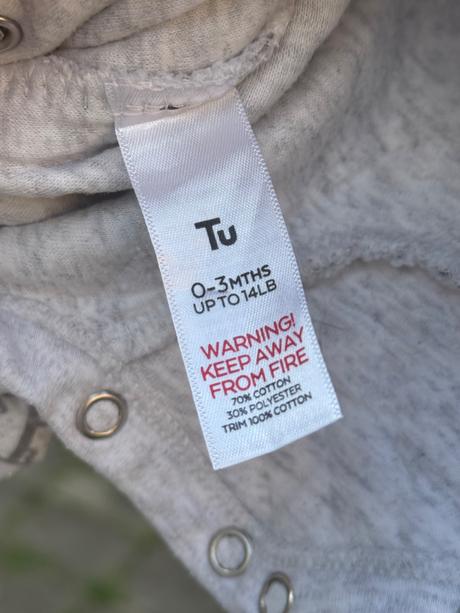 Tu
0-3MTHS
UP TO 14LB
WARNING!
KEEP AWAY
FROM FIRE
70% COTTON
30% POLYESTER
TRIM 100% COTTON